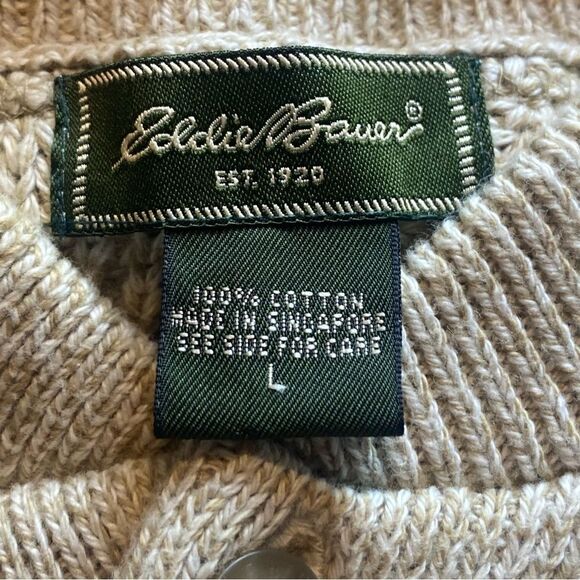 Eddie Bauer®
EST. 1920
100% COTTON
MADE IN SINGAPORE
SEE SIDE FOR CARE
L